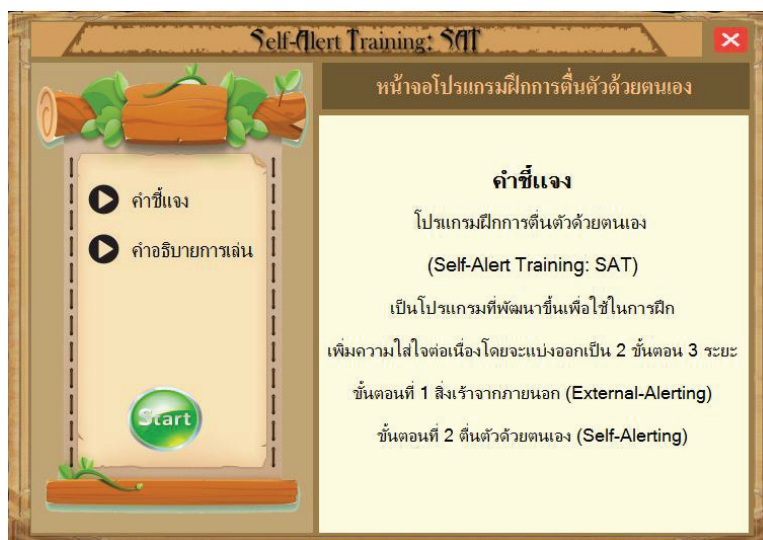 Self-Alert Training: SAT
หน้าจอโปรแกรมฝึกการตื่นตัวด้วยตนเอง
คำชี้แจง
คำอธิบายการเล่น
Start
คำชี้แจง
โปรแกรมฝึกการตื่นตัวด้วยตนเอง
(Self-Alert Training: SAT)
เป็นโปรแกรมที่พัฒนาขึ้นเพื่อใช้ในการฝึก
เพิ่มความใส่ใจต่อเนื่องโดยจะแบ่งออกเป็น 2 ขั้นตอน 3 ระยะ
ขั้นตอนที่ 1 สิ่งเร้าจากภายนอก (External-Alerting)
ขั้นตอนที่ 2 ตื่นตัวด้วยตนเอง (Self-Alerting)